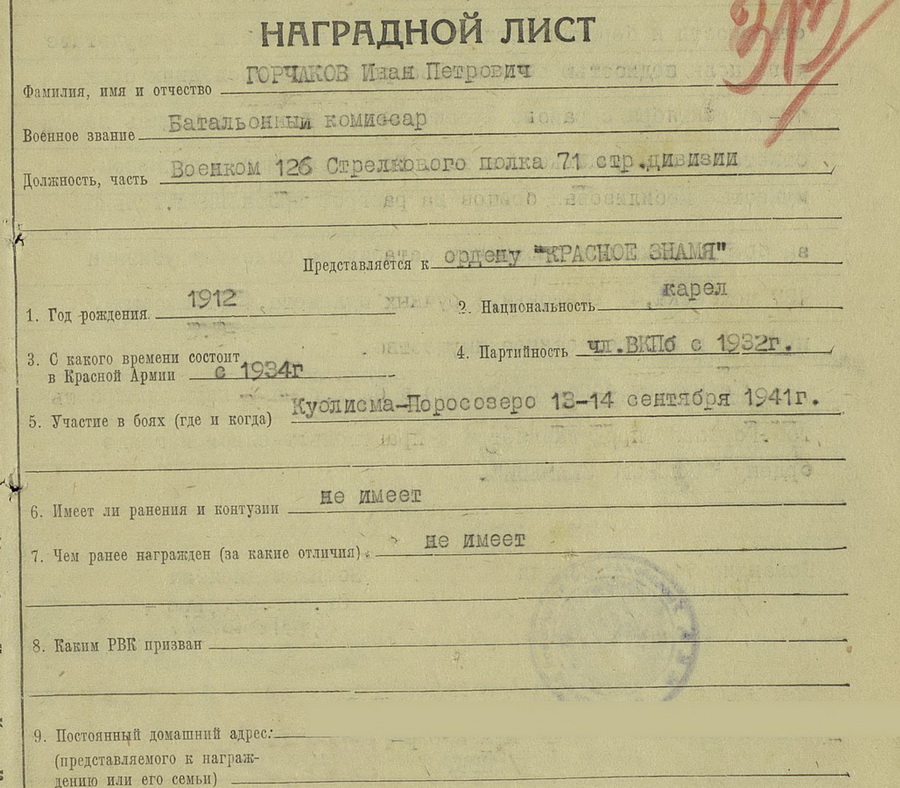 НАГРАДНОЙ ЛИСТ
313
Фамилия, имя и отчество ГОРЧАКОВ Иван Петрович
Военное звание Батальонный комиссар
Должность, часть Военком 126 Стрелкового полка 71 стр.дивизии
Представляется к ордену "КРАСНОЕ ЗНАМЯ"
1. Год рождения 1912 2. Национальность карел
3. С какого времени состоит
в Красной Армии с 1934г 4. Партийность чл.ВКПб с 1932г.
5. Участие в боях (где и когда) Куолисма-Поросозеро 13-14 сентября 1941г.
6. Имеет ли ранения и контузии не имеет
7. Чем ранее награжден (за какие отличия). не имеет
8. Каким РВК призван
9. Постоянный домашний адрес:
(представляемого к награж-
дению или его семьи)